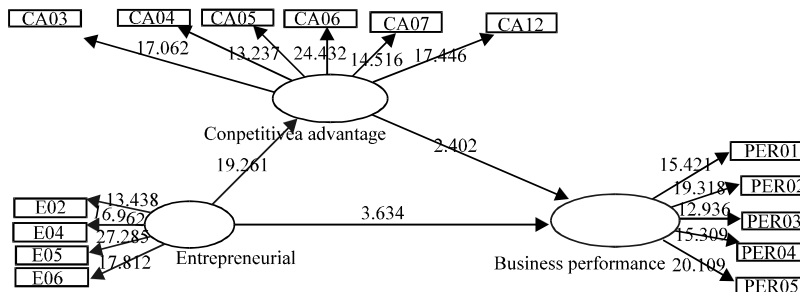 CA03 CA04 CA05 CA06 CA07 CA12
17.062 13.237 24.432 14.516 17.446
Conpetitivea advantage
19.261 2.402
E02 E04 E05 E06
13.438 6.962 27.285 17.812
Entrepreneurial
3.634
Business performance
15.421 19.318 12.936 15.309 20.109
PER01 PER02 PER03 PER04 PER05